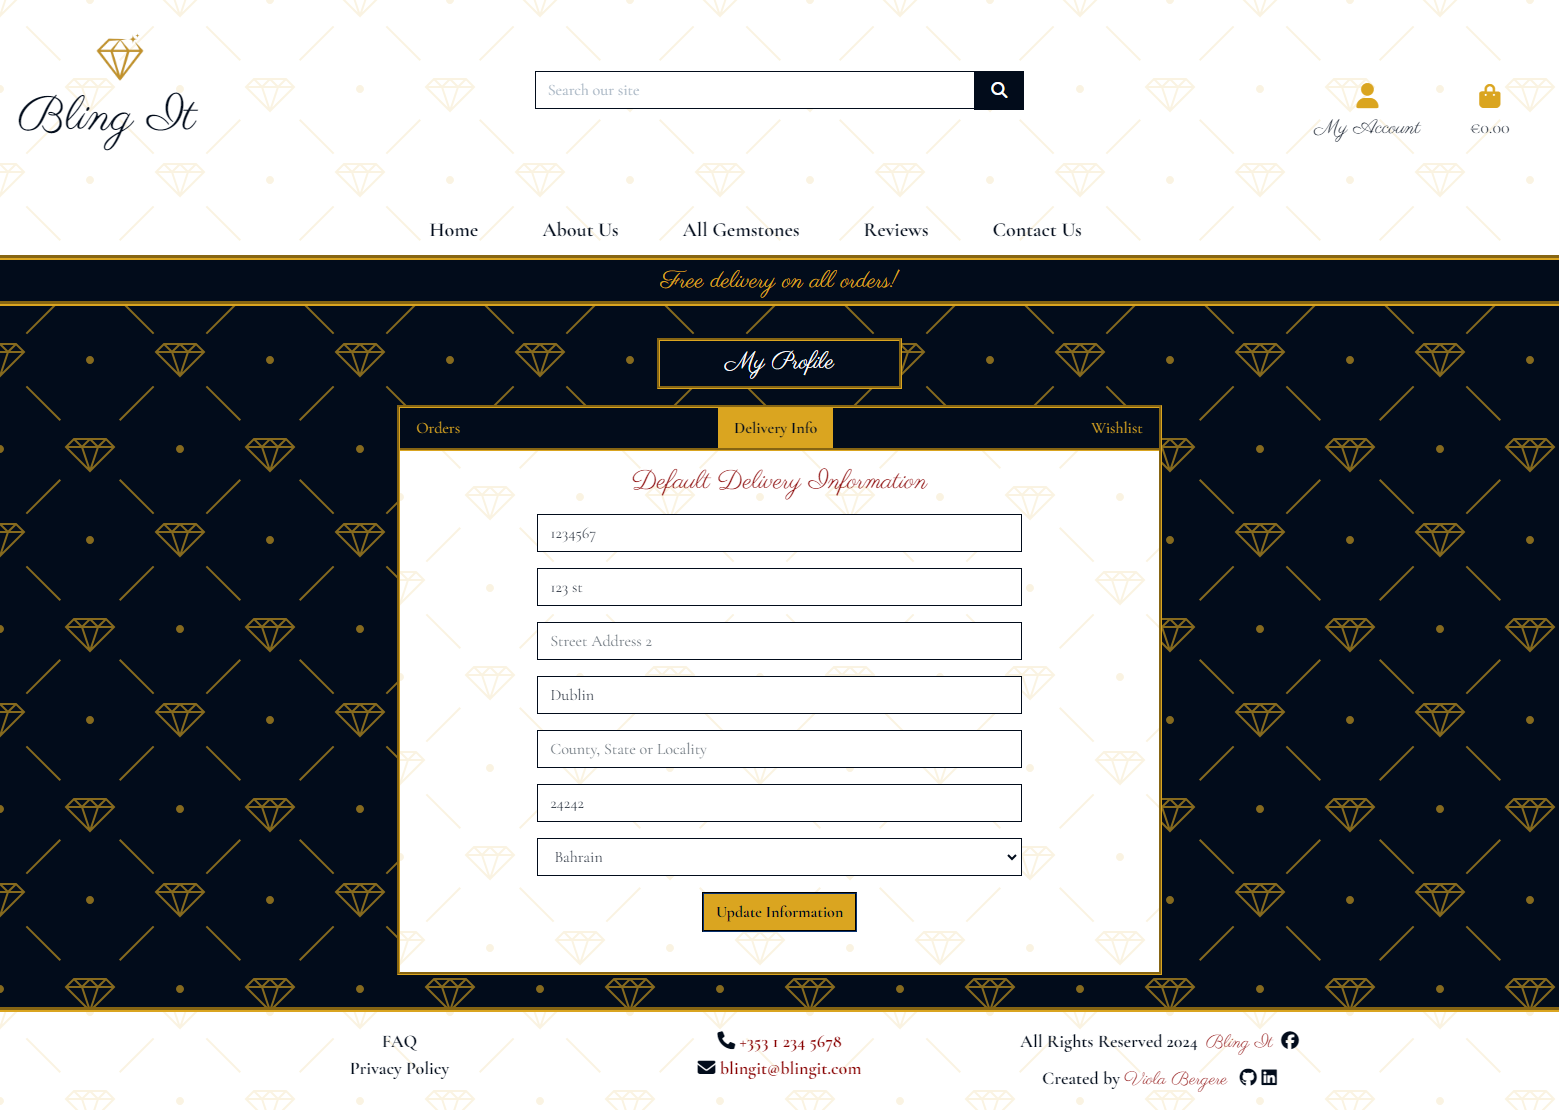 Bling It
Search our site
My Account
€0.00
Home
About Us
All Gemstones
Reviews
Contact Us
Free delivery on all orders!
My Profile
Orders
Delivery Info
Wishlist
Default Delivery Information
1234567
123 st
Street Address 2
Dublin
County, State or Locality
24242
Bahrain
Update Information
FAQ
Privacy Policy
+353 1 234 5678
blingit@blingit.com
All Rights Reserved 2024 Bling It
Created by Viola Bergere